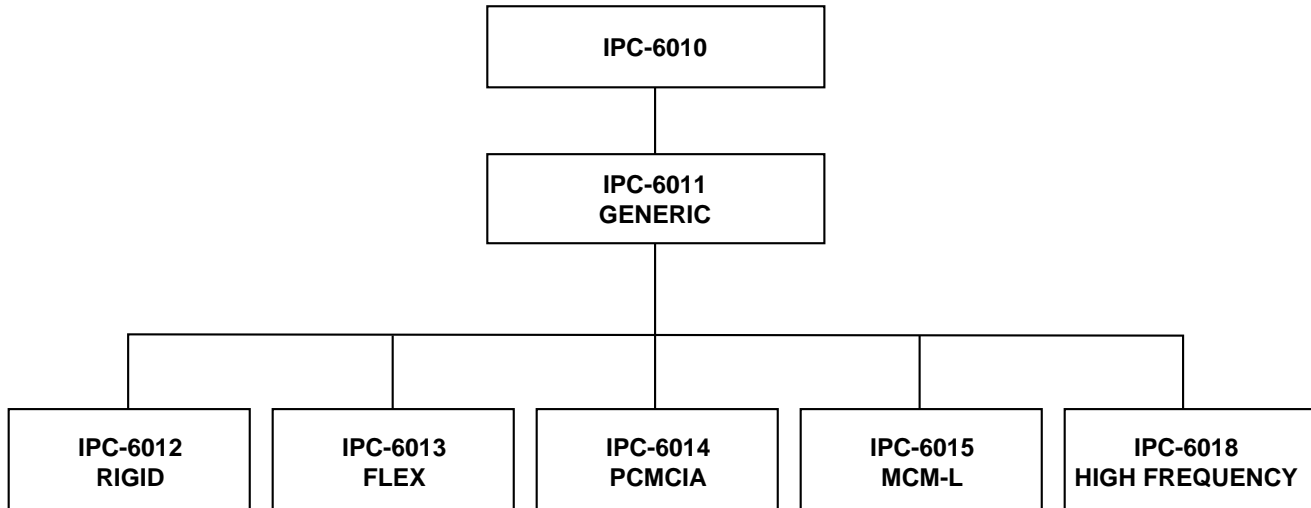 IPC-6010
IPC-6011
GENERIC
IPC-6012
RIGID
IPC-6013
FLEX
IPC-6014
PCMCIA
IPC-6015
MCM-L
IPC-6018
HIGH FREQUENCY